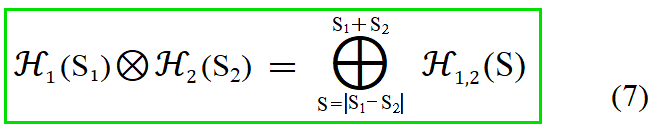 ℋ₁(S₁)⊗ℋ₂(S₂) = ⨁_{S=|S₁−S₂|}^{S₁+S₂} ℋ₁,₂(S)
(7)